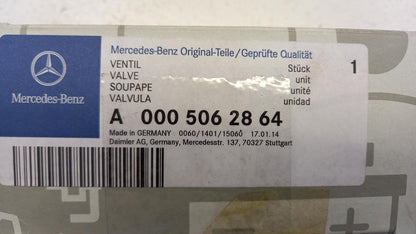 Mercedes-Benz Original-Teile/Geprüfte Qualität
VENTIL Stück 1
VALVE unit
SOUPAPE unité
VALVULA unidad
Mercedes-Benz
A 000 506 28 64
Made in GERMANY 0060/1401/15060 17.01.14
Daimler AG, Germany, Mercedesstr. 137, 70327 Stuttgart